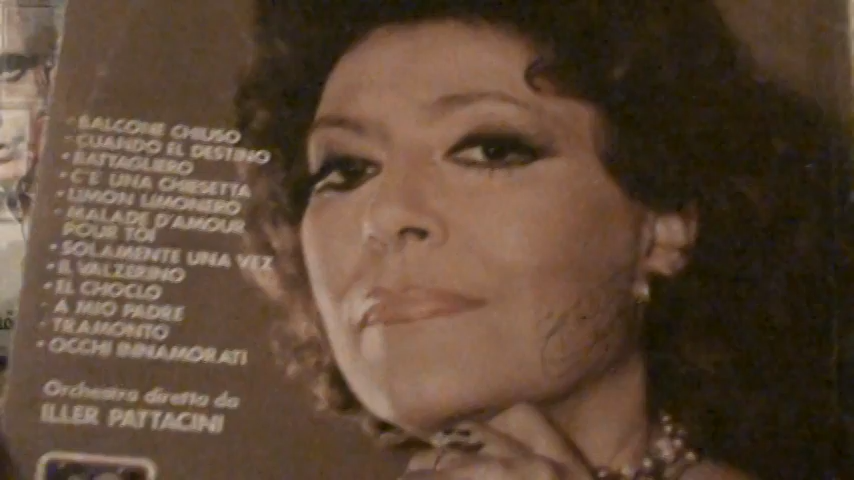 • BALCONE CHIUSO
• CUANDO EL DESTINO
• BATTAGLIERO
• C'E' UNA CHIESETTA
• LIMON LIMONERO
• MALADE D'AMOUR
POUR TOI
• SOLAMENTE UNA VEZ
• IL VALZERINO
• EL CHOCLO
• A MIO PADRE
• TRAMONTO
• OCCHI INNAMORATI
Orchestra diretta da
ILLER PATTACINI